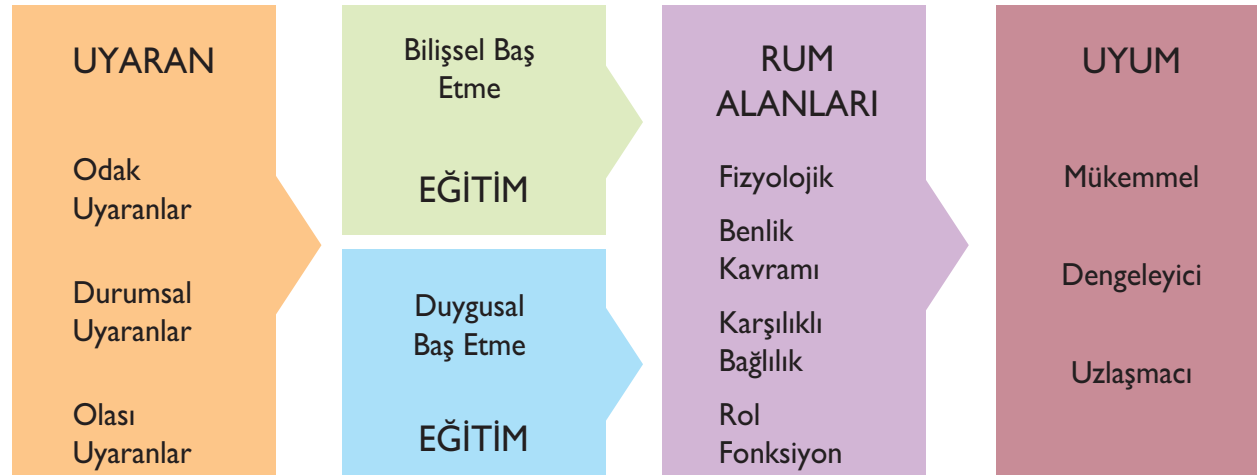 UYARAN
Odak
Uyaranlar
Durumsal
Uyaranlar
Olası
Uyaranlar
Bilişsel Baş
Etme
EĞİTİM
Duygusal
Baş Etme
EĞİTİM
RUM
ALANLARI
Fizyolojik
Benlik
Kavramı
Karşılıklı
Bağlılık
Rol
Fonksiyon
UYUM
Mükemmel
Dengeleyici
Uzlaşmacı